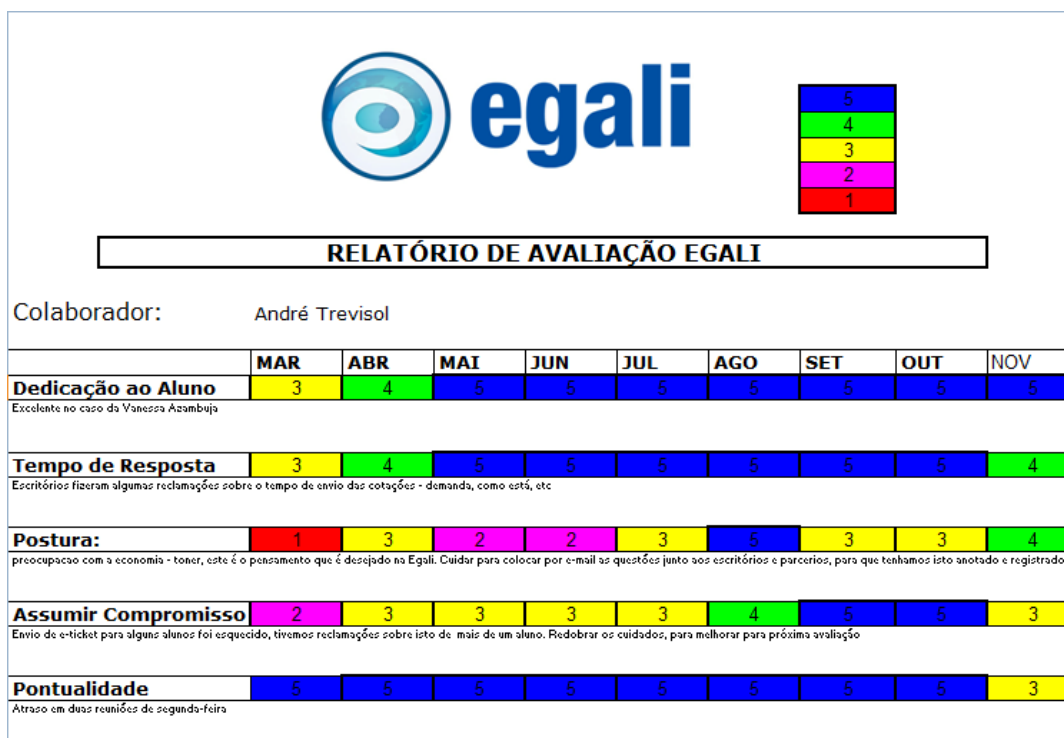 egali
5
4
3
2
1
RELATÓRIO DE AVALIAÇÃO EGALI
Colaborador: André Trevisol
MAR ABR MAI JUN JUL AGO SET OUT NOV
Dedicação ao Aluno 3 4 5 5 5 5 5 5 5
Excelente no caso da Vanessa Azambuja
Tempo de Resposta 3 4 5 5 5 5 5 5 4
Escritórios fizeram algumas reclamações sobre o tempo de envio das cotações - demanda, como está, etc
Postura: 1 3 2 2 3 5 3 3 4
preocupacao com a economia - toner, este é o pensamento que é desejado na Egali. Cuidar para colocar por e-mail as questões junto aos escritórios e parcerios, para que tenhamos isto anotado e registrado
Assumir Compromisso 2 3 3 3 3 4 5 5 3
Envio de e-ticket para alguns alunos foi esquecido, tivemos reclamações sobre isto de mais de um aluno. Redobrar os cuidados, para melhorar para próxima avaliação
Pontualidade 5 5 5 5 5 5 5 5 3
Atraso em duas reuniões de segunda-feira